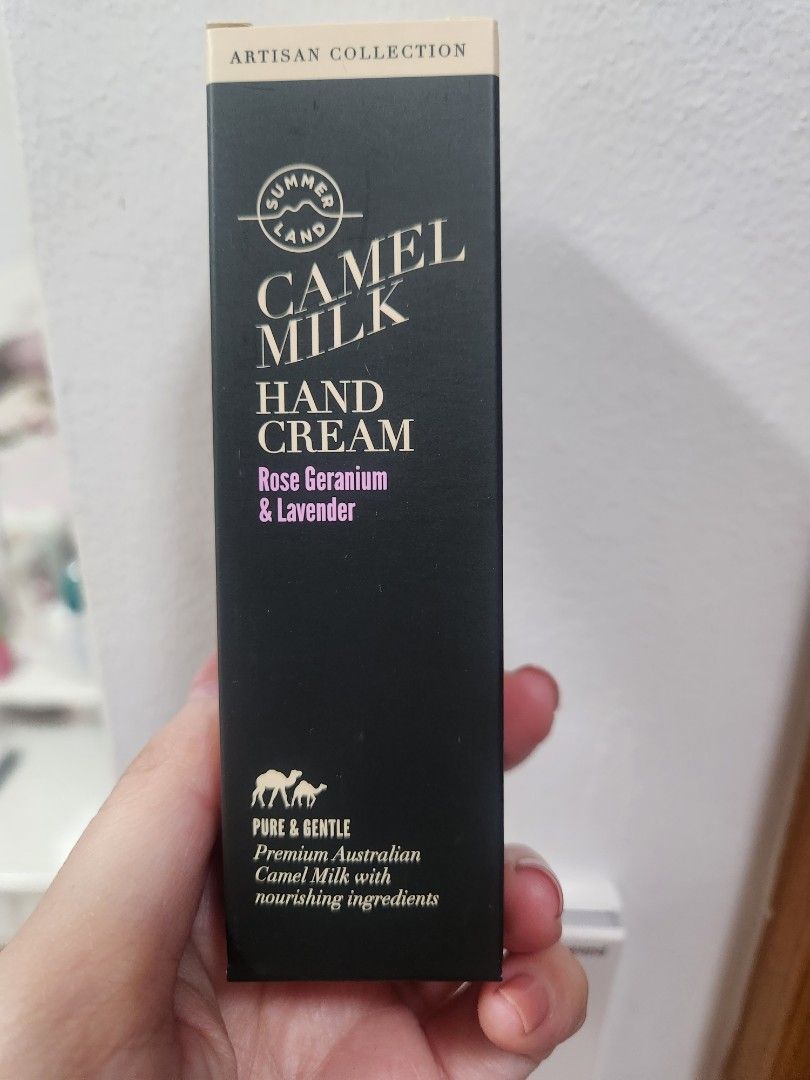 ARTISAN COLLECTION
SUMMER
LAND
CAMEL
MILK
HAND
CREAM
Rose Geranium
& Lavender
PURE & GENTLE
Premium Australian
Camel Milk with
nourishing ingredients